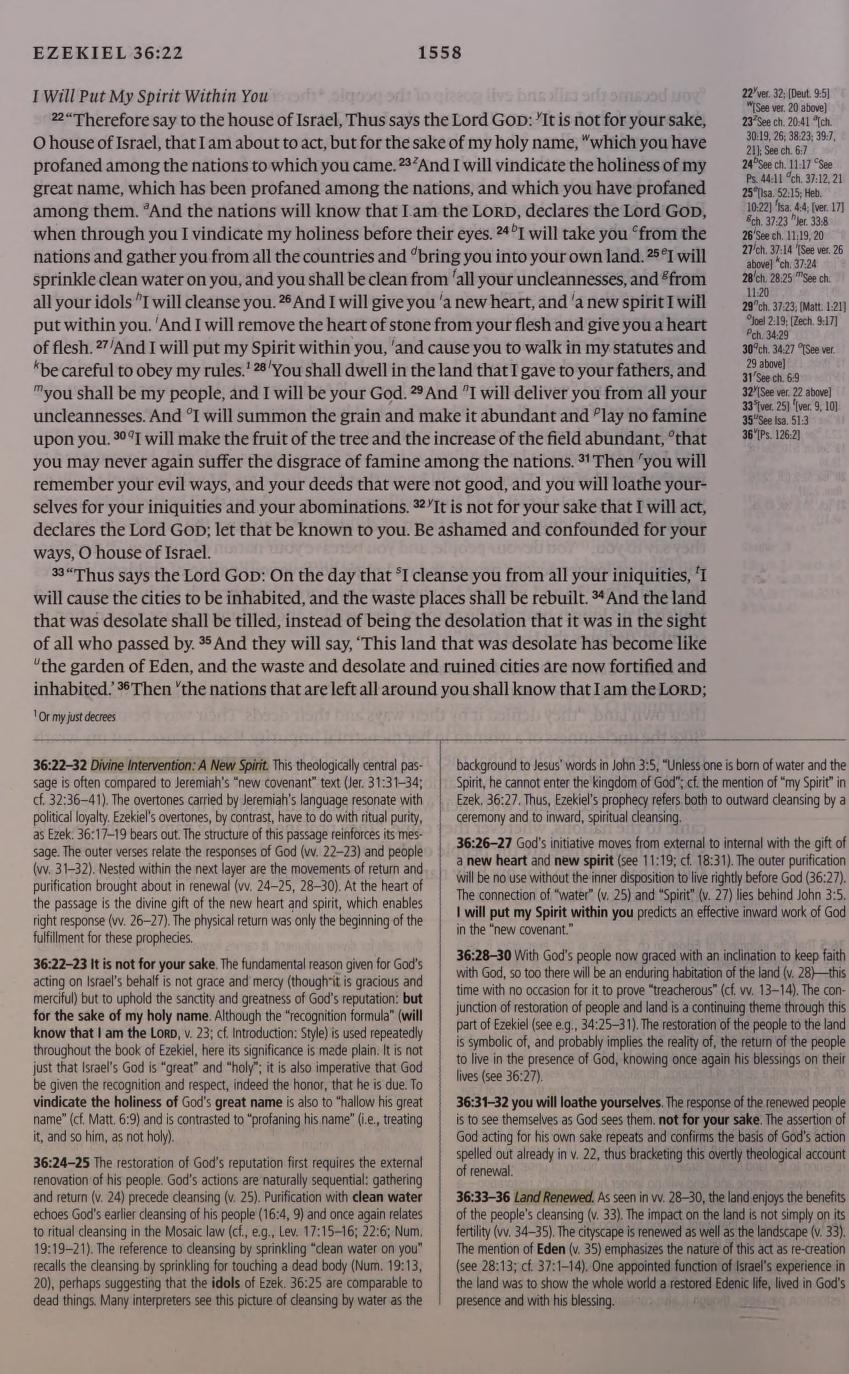 EZEKIEL 36:22
1558
I Will Put My Spirit Within You
22 “Therefore say to the house of Israel, Thus says the Lord GOD: yIt is not for your sake,
O house of Israel, that I am about to act, but for the sake of my holy name, wwhich you have
profaned among the nations to which you came. 23 zAnd I will vindicate the holiness of my
great name, which has been profaned among the nations, and which you have profaned
among them. aAnd the nations will know that I am the LORD, declares the Lord GOD,
when through you I vindicate my holiness before their eyes. 24 bI will take you cfrom the
nations and gather you from all the countries and dbring you into your own land. 25 eI will
sprinkle clean water on you, and you shall be clean from fall your uncleannesses, and gfrom
all your idols hI will cleanse you. 26 And I will give you ia new heart, and ia new spirit I will
put within you. iAnd I will remove the heart of stone from your flesh and give you a heart
of flesh. 27 jAnd I will put my Spirit within you, iand cause you to walk in my statutes and
kbe careful to obey my rules.1 28 lYou shall dwell in the land that I gave to your fathers, and
myou shall be my people, and I will be your God. 29 And nI will deliver you from all your
uncleannesses. And oI will summon the grain and make it abundant and play no famine
upon you. 30 qI will make the fruit of the tree and the increase of the field abundant, othat
you may never again suffer the disgrace of famine among the nations. 31 Then ryou will
remember your evil ways, and your deeds that were not good, and you will loathe your-
selves for your iniquities and your abominations. 32 yIt is not for your sake that I will act,
declares the Lord GOD; let that be known to you. Be ashamed and confounded for your
ways, O house of Israel.
33 “Thus says the Lord GOD: On the day that sI cleanse you from all your iniquities, tI
will cause the cities to be inhabited, and the waste places shall be rebuilt. 34 And the land
that was desolate shall be tilled, instead of being the desolation that it was in the sight
of all who passed by. 35 And they will say, ‘This land that was desolate has become like
uthe garden of Eden, and the waste and desolate and ruined cities are now fortified and
inhabited.’ 36 Then vthe nations that are left all around you shall know that I am the LORD;
1 Or my just decrees
22 yver. 32; [Deut. 9:5]
w[See ver. 20 above]
23 zSee ch. 20:41 a[ch.
30:19, 26; 38:23; 39:7,
21]; See ch. 6:7
24 bSee ch. 11:17 cSee
Ps. 44:11 dch. 37:12, 21
25 e[Isa. 52:15; Heb.
10:22] fIsa. 4:4; [ver. 17]
gch. 37:23 hJer. 33:8
26 iSee ch. 11:19, 20
27 jch. 37:14 i[See ver. 26
above] kch. 37:24
28 lch. 28:25 mSee ch.
11:20
29 nch. 37:23; [Matt. 1:21]
oJoel 2:19; [Zech. 9:17]
pch. 34:29
30 qch. 34:27 o[See ver.
29 above]
31 rSee ch. 6:9
32 y[See ver. 22 above]
33 s[ver. 25] t[ver. 9, 10]
35 uSee Isa. 51:3
36 v[Ps. 126:2]
36:22–32 Divine Intervention: A New Spirit. This theologically central pas-
sage is often compared to Jeremiah’s “new covenant” text (Jer. 31:31–34;
cf. 32:36–41). The overtones carried by Jeremiah’s language resonate with
political loyalty. Ezekiel’s overtones, by contrast, have to do with ritual purity,
as Ezek. 36:17–19 bears out. The structure of this passage reinforces its mes-
sage. The outer verses relate the responses of God (vv. 22–23) and people
(vv. 31–32). Nested within the next layer are the movements of return and
purification brought about in renewal (vv. 24–25, 28–30). At the heart of
the passage is the divine gift of the new heart and spirit, which enables
right response (vv. 26–27). The physical return was only the beginning of the
fulfillment for these prophecies.
36:22–23 It is not for your sake. The fundamental reason given for God’s
acting on Israel’s behalf is not grace and mercy (though it is gracious and
merciful) but to uphold the sanctity and greatness of God’s reputation: but
for the sake of my holy name. Although the “recognition formula” (will
know that I am the LORD, v. 23; cf. Introduction: Style) is used repeatedly
throughout the book of Ezekiel, here its significance is made plain. It is not
just that Israel’s God is “great” and “holy”; it is also imperative that God
be given the recognition and respect, indeed the honor, that he is due. To
vindicate the holiness of God’s great name is also to “hallow his great
name” (cf. Matt. 6:9) and is contrasted to “profaning his name” (i.e., treating
it, and so him, as not holy).
36:24–25 The restoration of God’s reputation first requires the external
renovation of his people. God’s actions are naturally sequential: gathering
and return (v. 24) precede cleansing (v. 25). Purification with clean water
echoes God’s earlier cleansing of his people (16:4, 9) and once again relates
to ritual cleansing in the Mosaic law (cf., e.g., Lev. 17:15–16; 22:6; Num.
19:19–21). The reference to cleansing by sprinkling “clean water on you”
recalls the cleansing by sprinkling for touching a dead body (Num. 19:13,
20), perhaps suggesting that the idols of Ezek. 36:25 are comparable to
dead things. Many interpreters see this picture of cleansing by water as the
background to Jesus’ words in John 3:5, “Unless one is born of water and the
Spirit, he cannot enter the kingdom of God”; cf. the mention of “my Spirit” in
Ezek. 36:27. Thus, Ezekiel’s prophecy refers both to outward cleansing by a
ceremony and to inward, spiritual cleansing.
36:26–27 God’s initiative moves from external to internal with the gift of
a new heart and new spirit (see 11:19; cf. 18:31). The outer purification
will be no use without the inner disposition to live rightly before God (36:27).
The connection of “water” (v. 25) and “Spirit” (v. 27) lies behind John 3:5.
I will put my Spirit within you predicts an effective inward work of God
in the “new covenant.”
36:28–30 With God’s people now graced with an inclination to keep faith
with God, so too there will be an enduring habitation of the land (v. 28)—this
time with no occasion for it to prove “treacherous” (cf. vv. 13–14). The con-
junction of restoration of people and land is a continuing theme through this
part of Ezekiel (see e.g., 34:25–31). The restoration of the people to the land
is symbolic of, and probably implies the reality of, the return of the people
to live in the presence of God, knowing once again his blessings on their
lives (see 36:27).
36:31–32 you will loathe yourselves. The response of the renewed people
is to see themselves as God sees them. not for your sake. The assertion of
God acting for his own sake repeats and confirms the basis of God’s action
spelled out already in v. 22, thus bracketing this overtly theological account
of renewal.
36:33–36 Land Renewed. As seen in vv. 28–30, the land enjoys the benefits
of the people’s cleansing (v. 33). The impact on the land is not simply on its
fertility (vv. 34–35). The cityscape is renewed as well as the landscape (v. 33).
The mention of Eden (v. 35) emphasizes the nature of this act as re-creation
(see 28:13; cf. 37:1–14). One appointed function of Israel’s experience in
the land was to show the whole world a restored Edenic life, lived in God’s
presence and with his blessing.